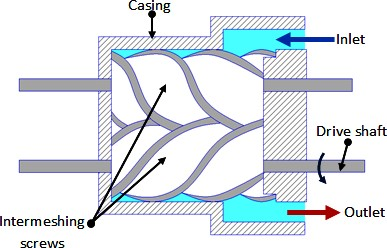 Casing
Inlet
Drive shaft
Intermeshing
screws
Outlet